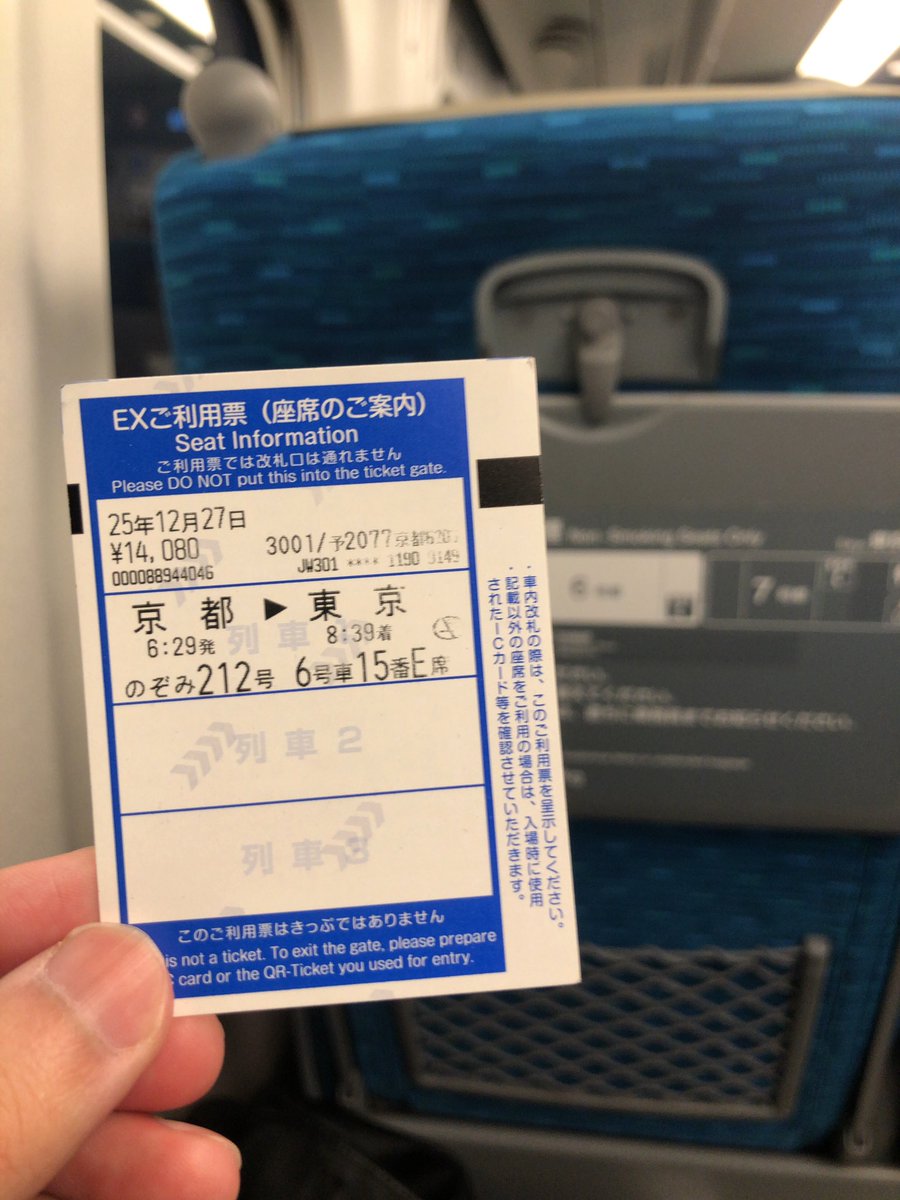 EXご利用票（座席のご案内）
Seat Information
ご利用票では改札口は通れません
Please DO NOT put this into the ticket gate.
25年12月27日
¥14,080
3001/予2077京都
000088944046
JW301 **** 1190 3149
京都▶東京
6:29発
8:39着
のぞみ212号 6号車15番E席
列車2
列車3
このご利用票はきっぷではありません
is not a ticket. To exit the gate, please prepare
card or the QR-Ticket you used for entry.
・車内改札の際は、このご利用票を呈示してください。
・記載以外の座席をご利用の場合は、入場時に使用
されたICカード等を確認させていただきます。
6
7